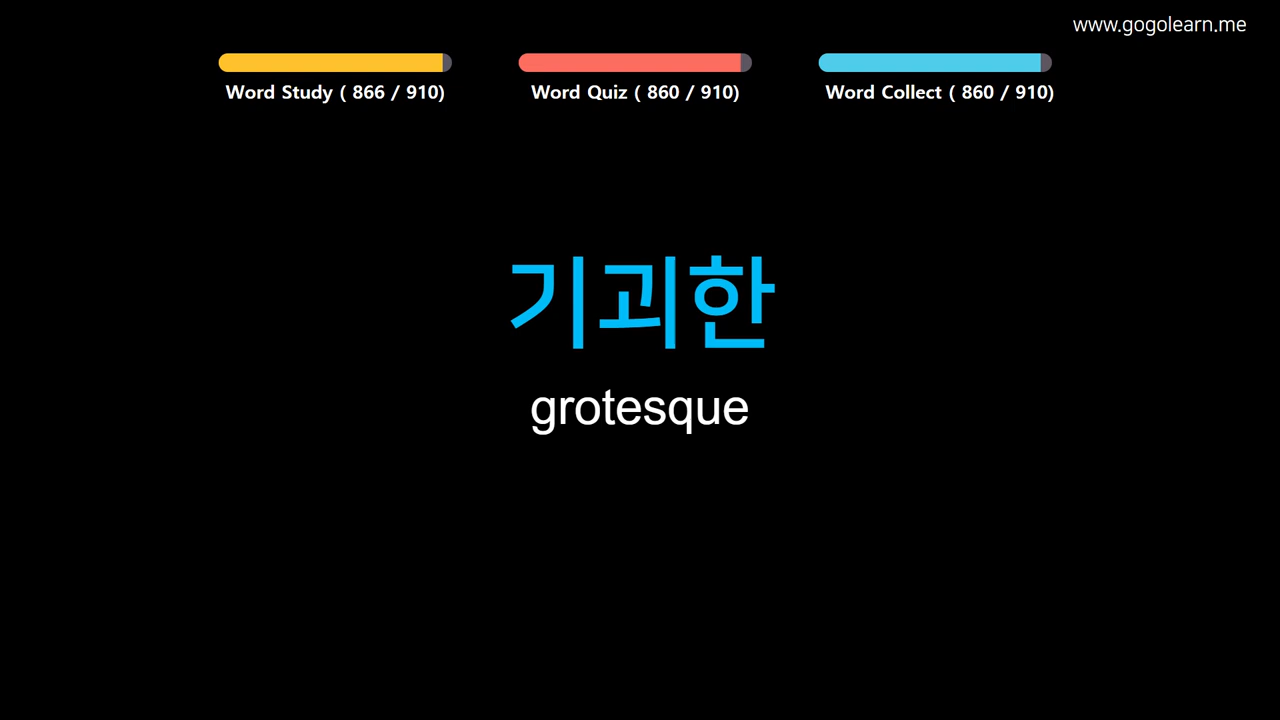 www.gogolearn.me
Word Study ( 866 / 910)
Word Quiz ( 860 / 910)
Word Collect ( 860 / 910)
기괴한
grotesque